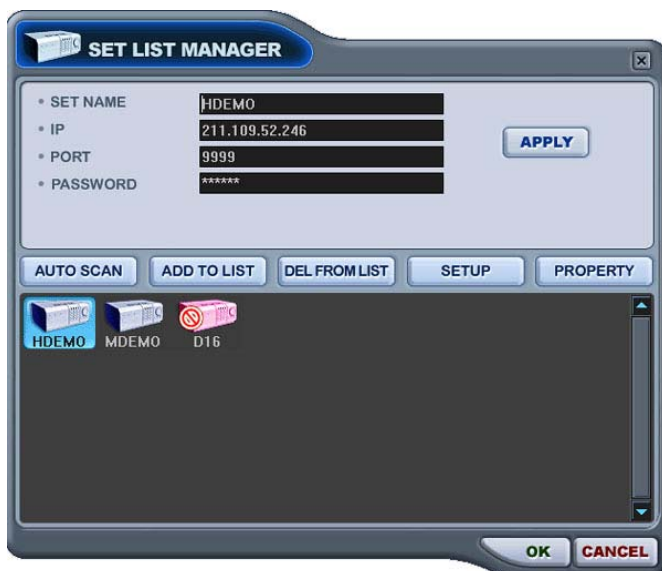 SET LIST MANAGER
• SET NAME HDEMO
• IP 211.109.52.246
• PORT 9999
• PASSWORD ******
APPLY
AUTO SCAN ADD TO LIST DEL FROM LIST SETUP PROPERTY
HDEMO MDEMO D16
OK CANCEL